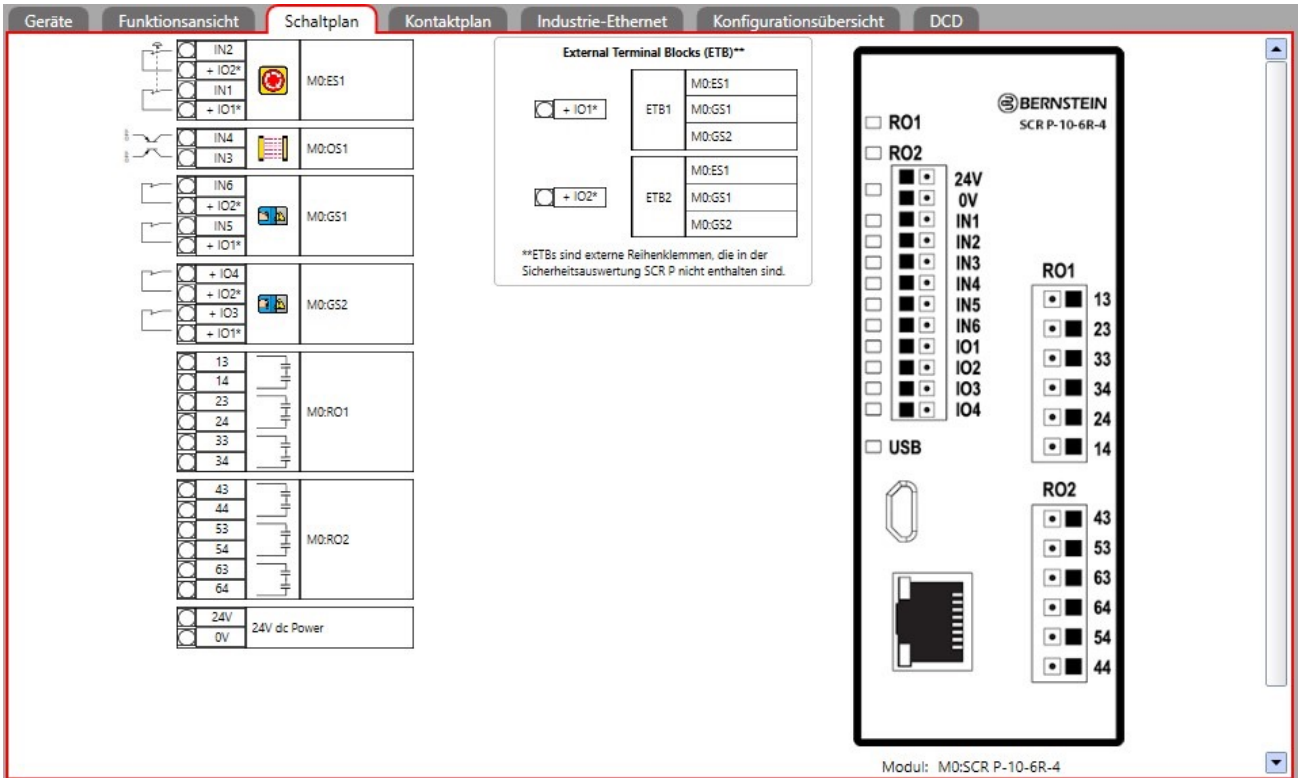 Geräte Funktionsansicht Schaltplan Kontaktplan Industrie-Ethernet Konfigurationsübersicht DCD
IN2
+ IO2*
IN1
+ IO1*
M0:ES1
OFF
OFF
IN4
IN3
M0:OS1
IN6
+ IO2*
IN5
+ IO1*
M0:GS1
+ IO4
+ IO2*
+ IO3
+ IO1*
M0:GS2
13
14
23
24
33
34
M0:RO1
43
44
53
54
63
64
M0:RO2
24V
0V
24V dc Power
External Terminal Blocks (ETB)**
+ IO1*
ETB1
M0:ES1
M0:GS1
M0:GS2
+ IO2*
ETB2
M0:ES1
M0:GS1
M0:GS2
**ETBs sind externe Reihenklemmen, die in der
Sicherheitsauswertung SCR P nicht enthalten sind.
BERNSTEIN
SCR P-10-6R-4
RO1
RO2
24V
0V
IN1
IN2
IN3
IN4
IN5
IN6
IO1
IO2
IO3
IO4
USB
RO1
13
23
33
34
24
14
RO2
43
53
63
64
54
44
Modul: M0:SCR P-10-6R-4